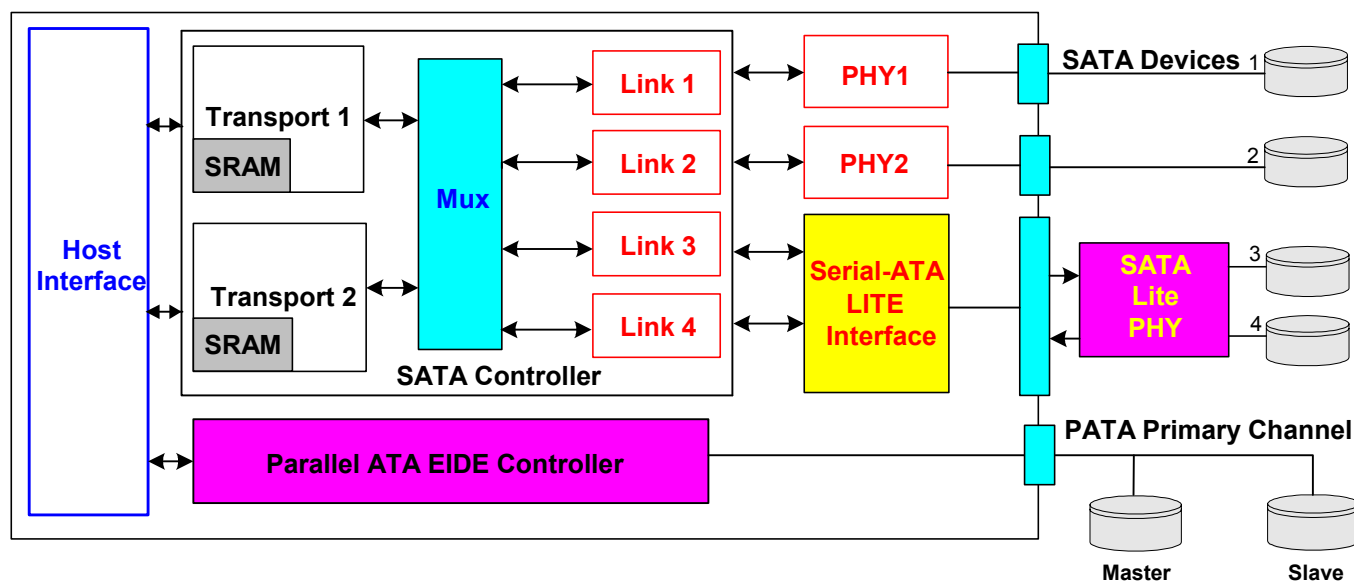 Host
Interface
Transport 1
SRAM
Transport 2
SRAM
Mux
Link 1
Link 2
Link 3
Link 4
SATA Controller
PHY1
PHY2
Serial-ATA
LITE
Interface
SATA Devices
1
2
SATA
Lite
PHY
3
4
Parallel ATA EIDE Controller
PATA Primary Channel
Master
Slave